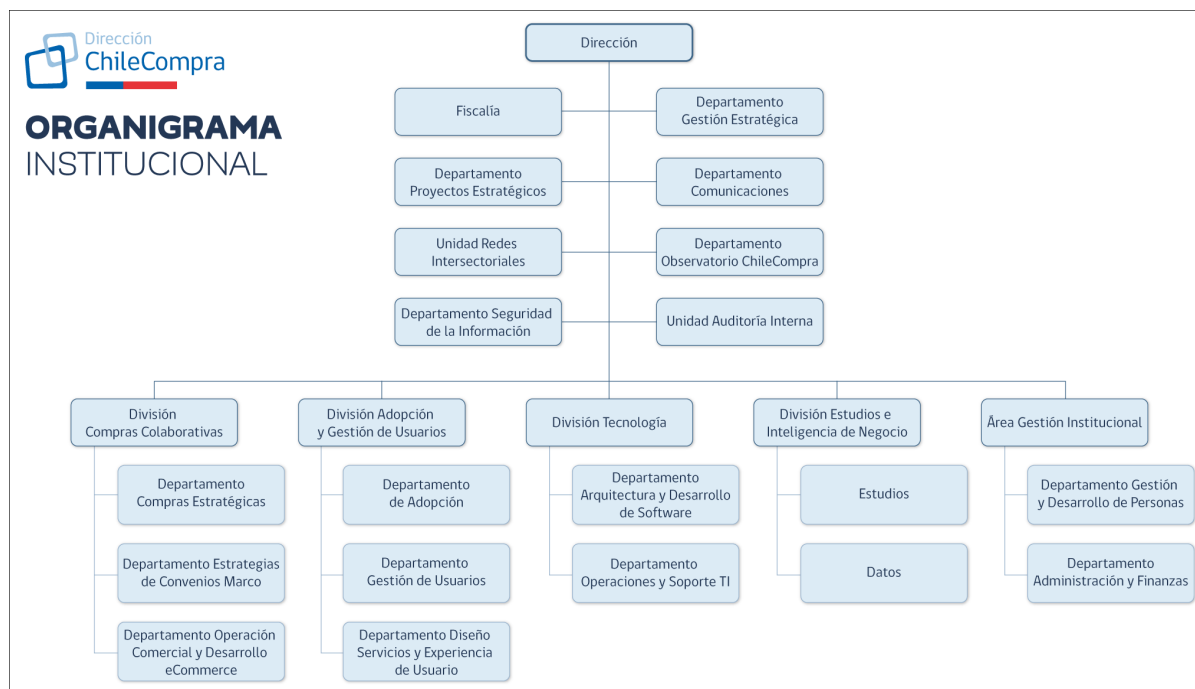 Dirección
ChileCompra
ORGANIGRAMA
INSTITUCIONAL
Dirección
Fiscalía
Departamento
Gestión Estratégica
Departamento
Proyectos Estratégicos
Departamento
Comunicaciones
Unidad Redes
Intersectoriales
Departamento
Observatorio ChileCompra
Departamento Seguridad
de la Información
Unidad Auditoría Interna
División
Compras Colaborativas
División Adopción
y Gestión de Usuarios
División Tecnología
División Estudios e
Inteligencia de Negocio
Área Gestión Institucional
Departamento
Compras Estratégicas
Departamento
de Adopción
Departamento
Arquitectura y Desarrollo
de Software
Estudios
Departamento Gestión
y Desarrollo de Personas
Departamento Estrategias
de Convenios Marco
Departamento
Gestión de Usuarios
Departamento
Operaciones y Soporte TI
Datos
Departamento
Administración y Finanzas
Departamento Operación
Comercial y Desarrollo
eCommerce
Departamento Diseño
Servicios y Experiencia
de Usuario